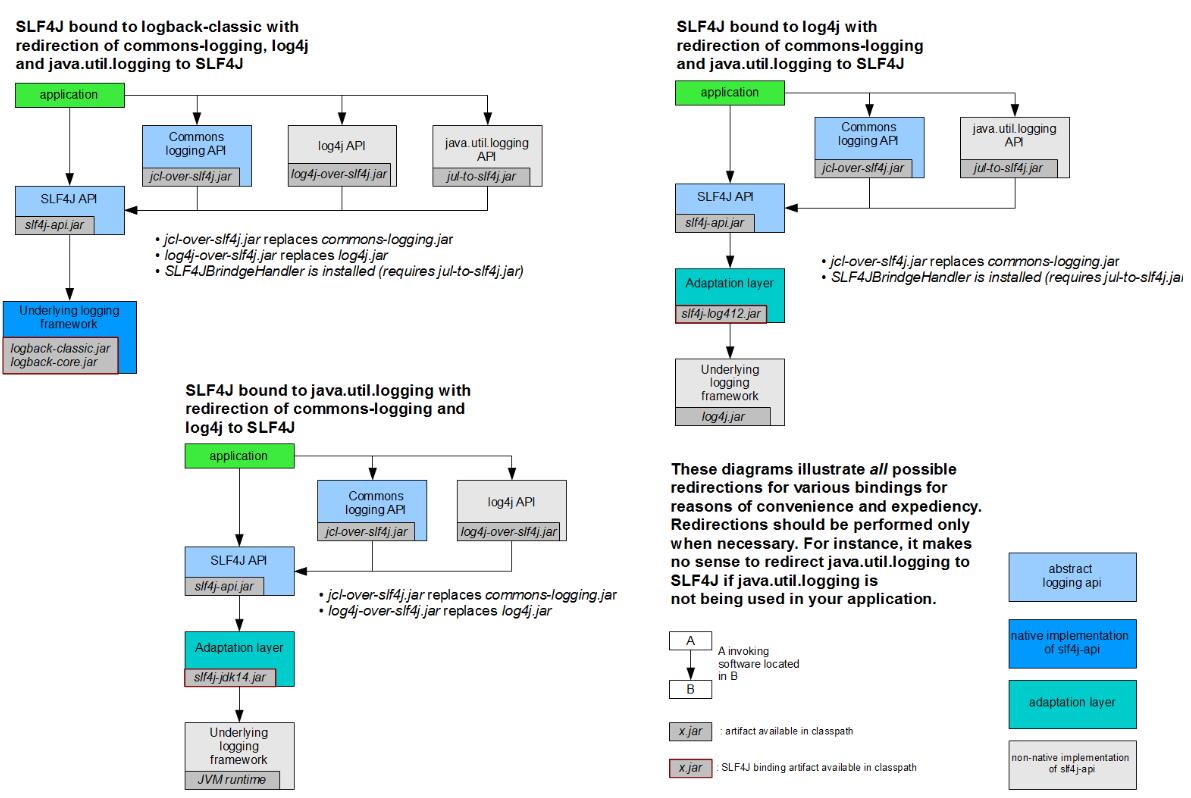 SLF4J bound to logback-classic with
redirection of commons-logging, log4j
and java.util.logging to SLF4J
application
Commons
logging API
jcl-over-slf4j.jar
log4j API
log4j-over-slf4j.jar
java.util.logging
API
jul-to-slf4j.jar
SLF4J API
slf4j-api.jar
• jcl-over-slf4j.jar replaces commons-logging.jar
• log4j-over-slf4j.jar replaces log4j.jar
• SLF4JBridgeHandler is installed (requires jul-to-slf4j.jar)
Underlying logging
framework
logback-classic.jar
logback-core.jar
SLF4J bound to log4j with
redirection of commons-logging
and java.util.logging to SLF4J
application
Commons
logging API
jcl-over-slf4j.jar
java.util.logging
API
jul-to-slf4j.jar
SLF4J API
slf4j-api.jar
• jcl-over-slf4j.jar replaces commons-logging.jar
• SLF4JBridgeHandler is installed (requires jul-to-slf4j.jar
Adaptation layer
slf4j-log412.jar
Underlying
logging
framework
log4j.jar
SLF4J bound to java.util.logging with
redirection of commons-logging and
log4j to SLF4J
application
Commons
logging API
jcl-over-slf4j.jar
log4j API
log4j-over-slf4j.jar
SLF4J API
slf4j-api.jar
• jcl-over-slf4j.jar replaces commons-logging.jar
• log4j-over-slf4j.jar replaces log4j.jar
Adaptation layer
slf4j-jdk14.jar
Underlying
logging
framework
JVM runtime
These diagrams illustrate all possible
redirections for various bindings for
reasons of convenience and expediency.
Redirections should be performed only
when necessary. For instance, it makes
no sense to redirect java.util.logging to
SLF4J if java.util.logging is
not being used in your application.
A
B
A invoking
software located
in B
x.jar : artifact available in classpath
x.jar : SLF4J binding artifact available in classpath
abstract
logging api
native implementation
of slf4j-api
adaptation layer
non-native implementation
of slf4j-api